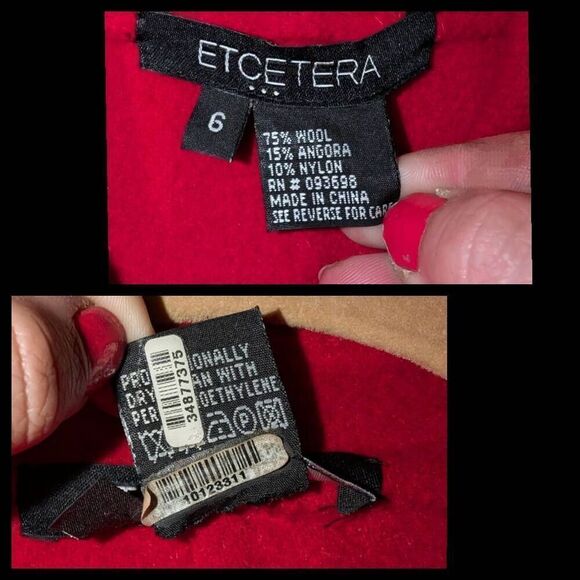 ETCETERA
...
6
75% WOOL
15% ANGORA
10% NYLON
RN # 093698
MADE IN CHINA
SEE REVERSE FOR CARE
ONALLY
DRY AN WITH
OETHYLENE
P
34877375
10123311